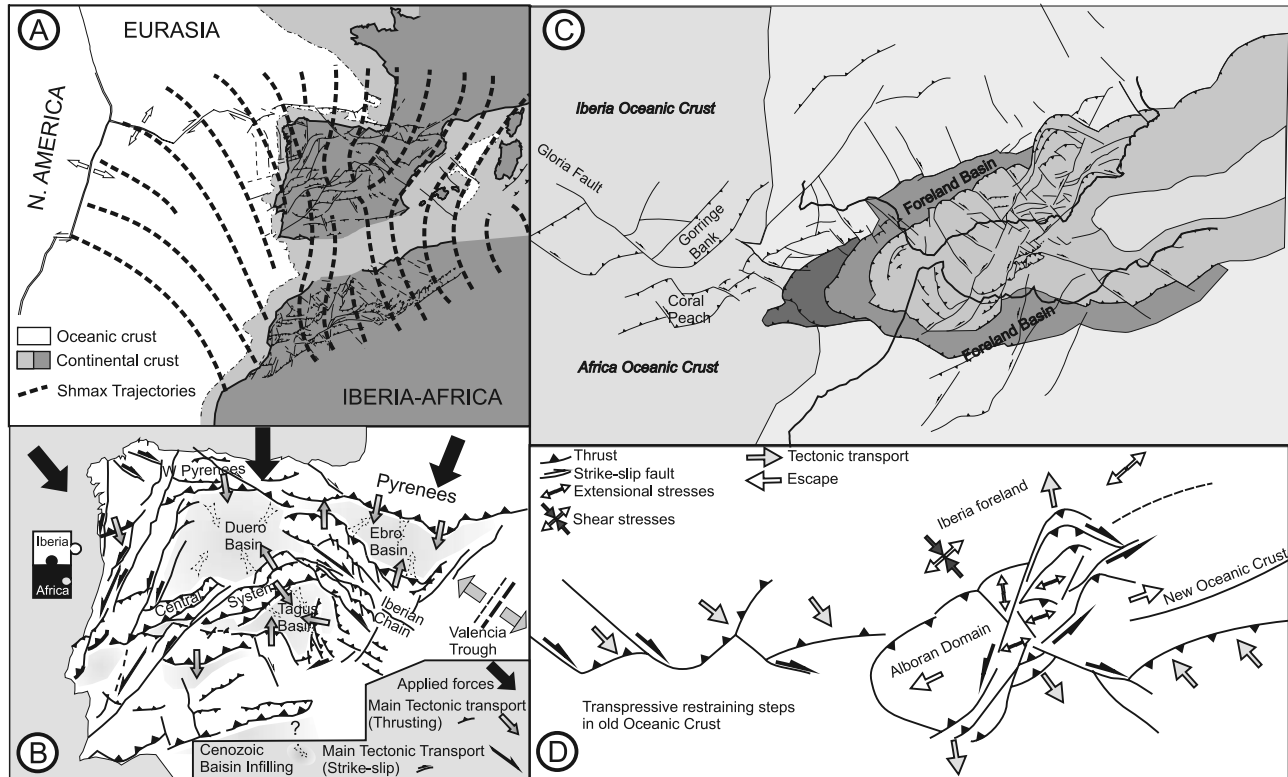 A
EURASIA
N. AMERICA
Oceanic crust
Continental crust
Shmax Trajectories
IBERIA-AFRICA
C
Iberia Oceanic Crust
Gloria Fault
Gorringe
Bank
Coral
Peach
Africa Oceanic Crust
Foreland Basin
Foreland Basin
B
W Pyrenees
Pyrenees
Duero
Basin
Ebro
Basin
Iberia
Africa
Central
System
Tagus
Basin
Iberian
Chain
Valencia
Trough
?
Applied forces
Main Tectonic transport
(Thrusting)
Cenozoic
Baisin Infilling
Main Tectonic Transport
(Strike-slip)
D
Thrust
Strike-slip fault
Extensional stresses
Shear stresses
Tectonic transport
Escape
Iberia foreland
New Oceanic Crust
Alboran Domain
Transpressive restraining steps
in old Oceanic Crust